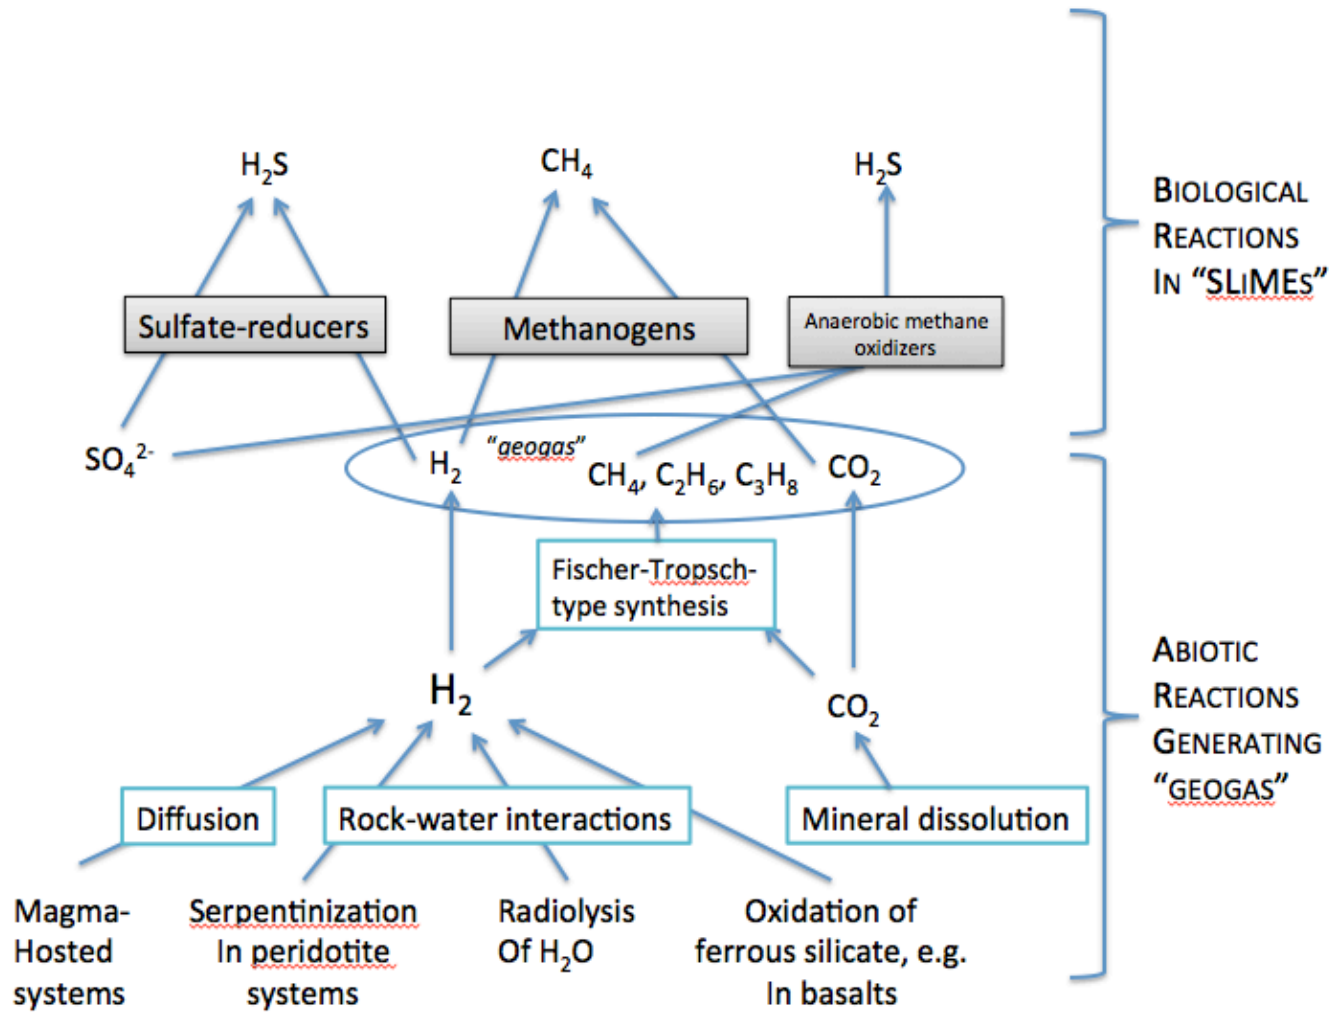 H₂S
CH₄
H₂S
BIOLOGICAL
REACTIONS
IN “SLiMEs”
Sulfate-reducers
Methanogens
Anaerobic methane
oxidizers
SO₄²⁻
H₂
“geogas”
CH₄, C₂H₆, C₃H₈
CO₂
Fischer-Tropsch-
type synthesis
H₂
CO₂
ABIOTIC
REACTIONS
GENERATING
“GEOGAS”
Diffusion
Rock-water interactions
Mineral dissolution
Magma-
Hosted
systems
Serpentinization
In peridotite
systems
Radiolysis
Of H₂O
Oxidation of
ferrous silicate, e.g.
In basalts